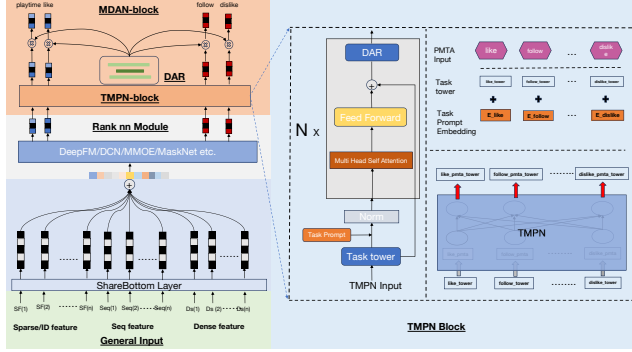 MDAN-block
playtime like
follow dislike
DAR
TMPN-block
Rank nn Module
DeepFM/DCN/MMOE/MaskNet etc.
ShareBottom Layer
SF(1) SF(2) ........ SF(n) Seq(1) Seq(2) ........ Seq(n) Ds(1) Ds (2) ........ Ds(n)
Sparse/ID feature Seq feature Dense feature
General Input
DAR
Feed Forward
N x
Multi Head Self Attention
Norm
Task Prompt
Task tower
TMPN Input
PMTA
Input
like
follow
...
dislik
e
Task
tower
like_tower
follow_tower
...
dislike_tower
Task
Prompt
Embedding
E_like
E_follow
...
E_dislike
like_pmta_tower
follow_pmta_tower
dislike_pmta_tower
TMPN
like_tower
follow_tower
dislike_tower
TMPN Block